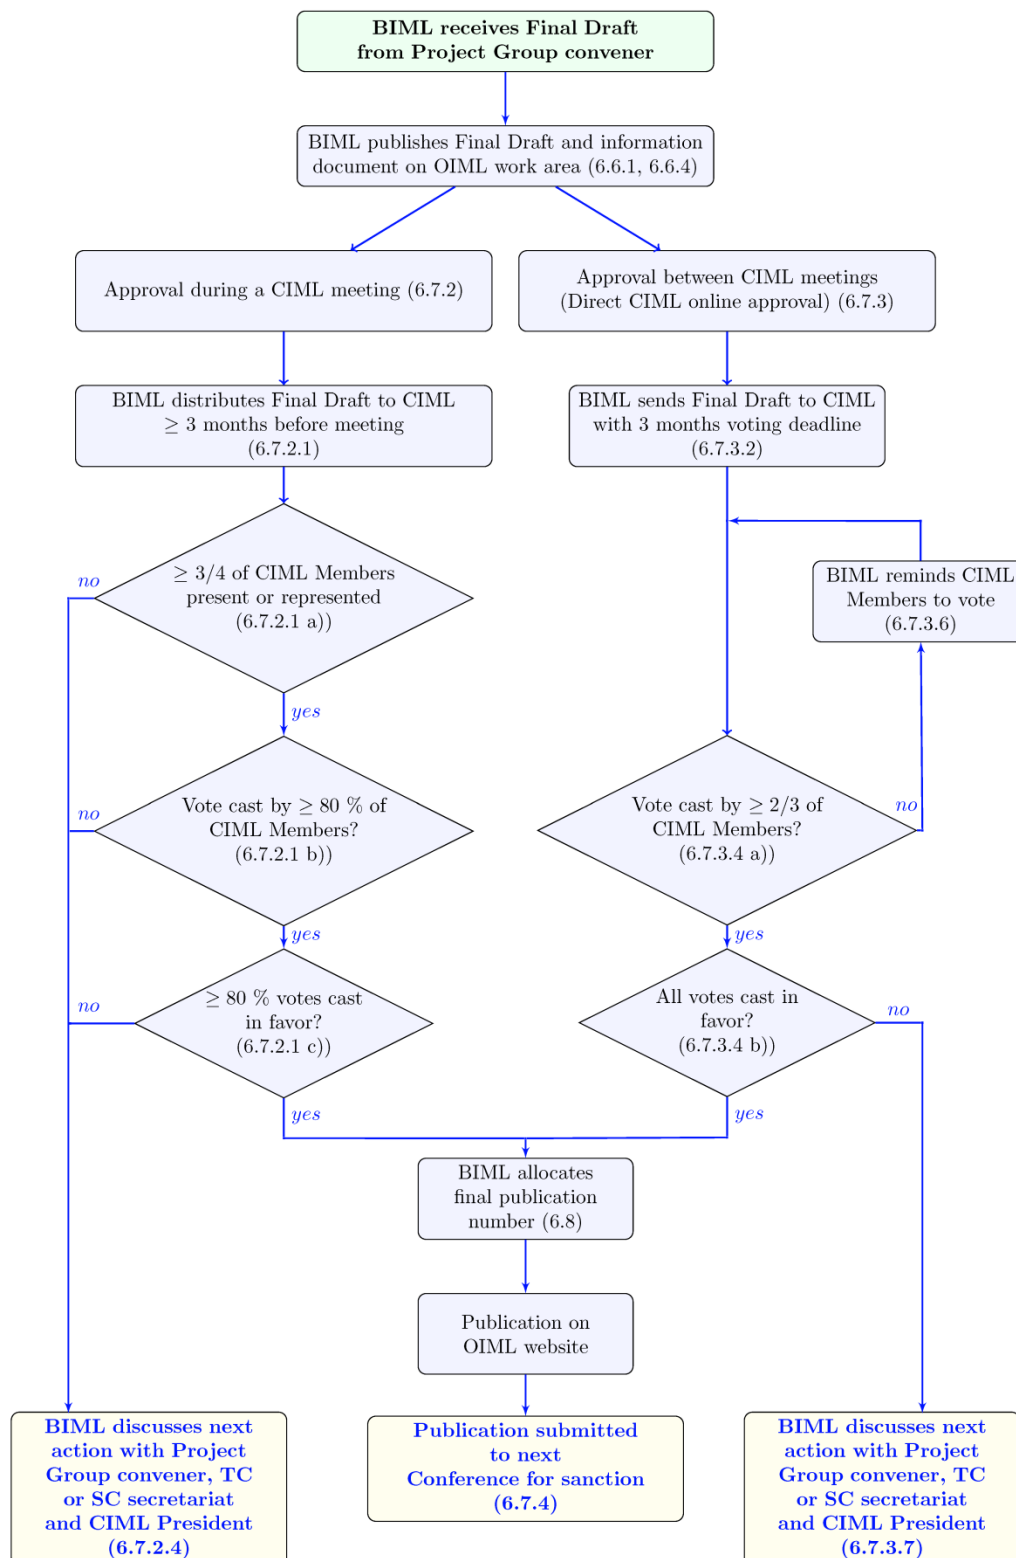 BIML receives Final Draft
from Project Group convener
BIML publishes Final Draft and information
document on OIML work area (6.6.1, 6.6.4)
Approval during a CIML meeting (6.7.2)
Approval between CIML meetings
(Direct CIML online approval) (6.7.3)
BIML distributes Final Draft to CIML
≥ 3 months before meeting
(6.7.2.1)
BIML sends Final Draft to CIML
with 3 months voting deadline
(6.7.3.2)
no
≥ 3/4 of CIML Members
present or represented
(6.7.2.1 a))
BIML reminds CIML
Members to vote
(6.7.3.6)
yes
no
Vote cast by ≥ 80 % of
CIML Members?
(6.7.2.1 b))
Vote cast by ≥ 2/3 of
CIML Members?
(6.7.3.4 a))
no
yes
yes
no
≥ 80 % votes cast
in favor?
(6.7.2.1 c))
All votes cast in
favor?
(6.7.3.4 b))
no
yes
yes
BIML allocates
final publication
number (6.8)
Publication on
OIML website
BIML discusses next
action with Project
Group convener, TC
or SC secretariat
and CIML President
(6.7.2.4)
Publication submitted
to next
Conference for sanction
(6.7.4)
BIML discusses next
action with Project
Group convener, TC
or SC secretariat
and CIML President
(6.7.3.7)